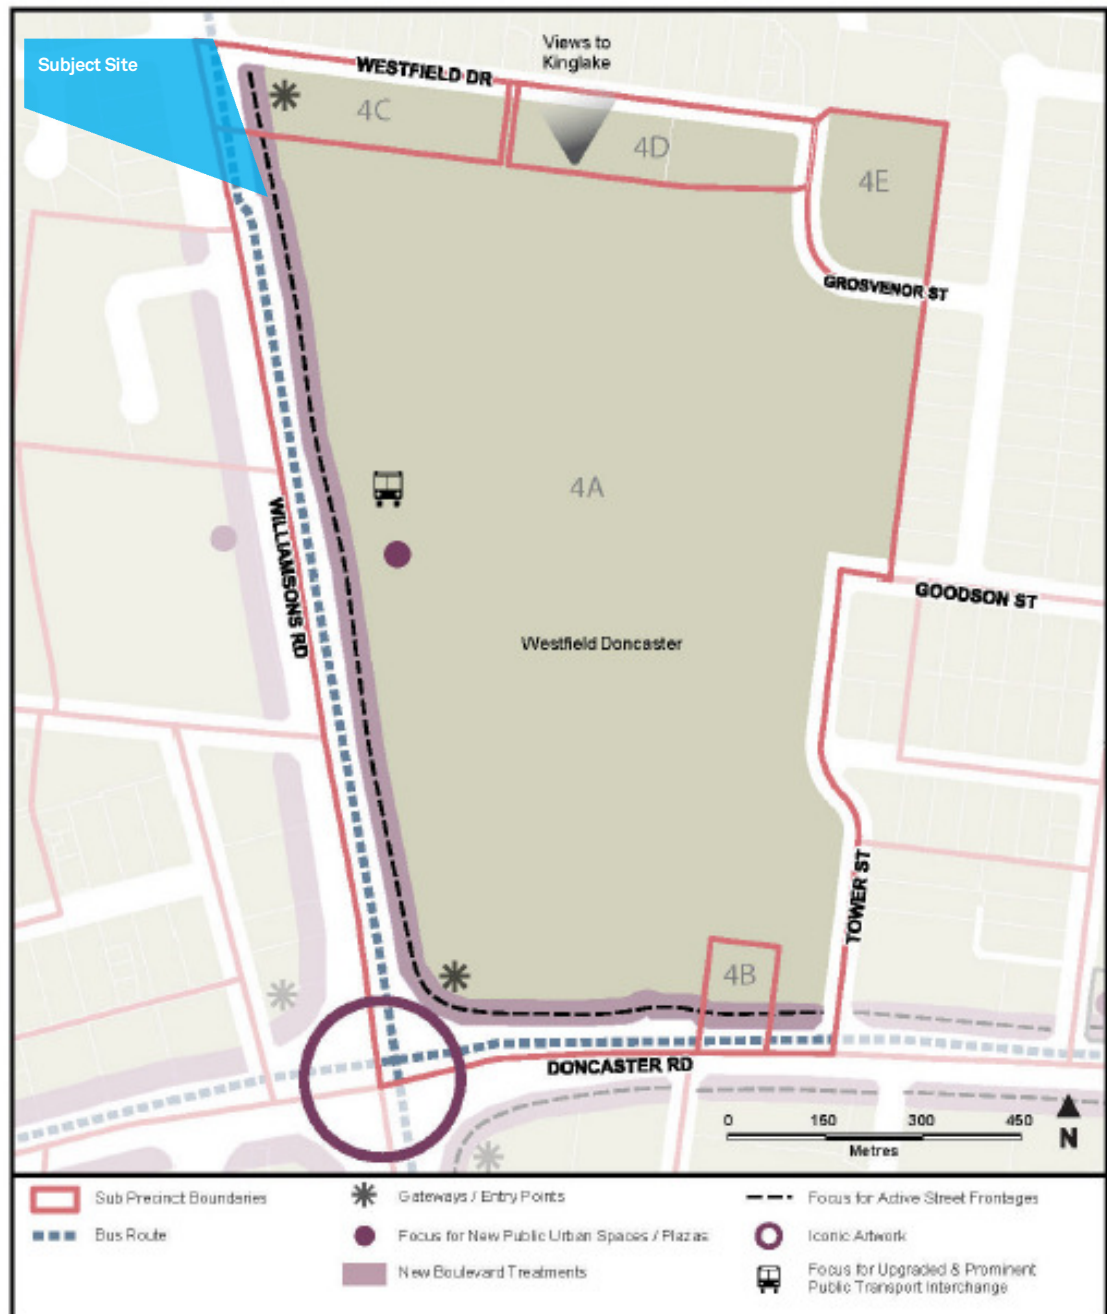 Subject Site
Views to
Kinglake
WESTFIELD DR
4C
4D
4E
GROSVENOR ST
4A
WILLIAMSONS RD
GOODSON ST
Westfield Doncaster
TOWER ST
4B
DONCASTER RD
0 150 300 450
Metres
N
Sub Precinct Boundaries
Bus Route
Gateways / Entry Points
Focus for New Public Urban Spaces / Plazas
New Boulevard Treatments
Focus for Active Street Frontages
Iconic Artwork
Focus for Upgraded & Prominent
Public Transport Interchange